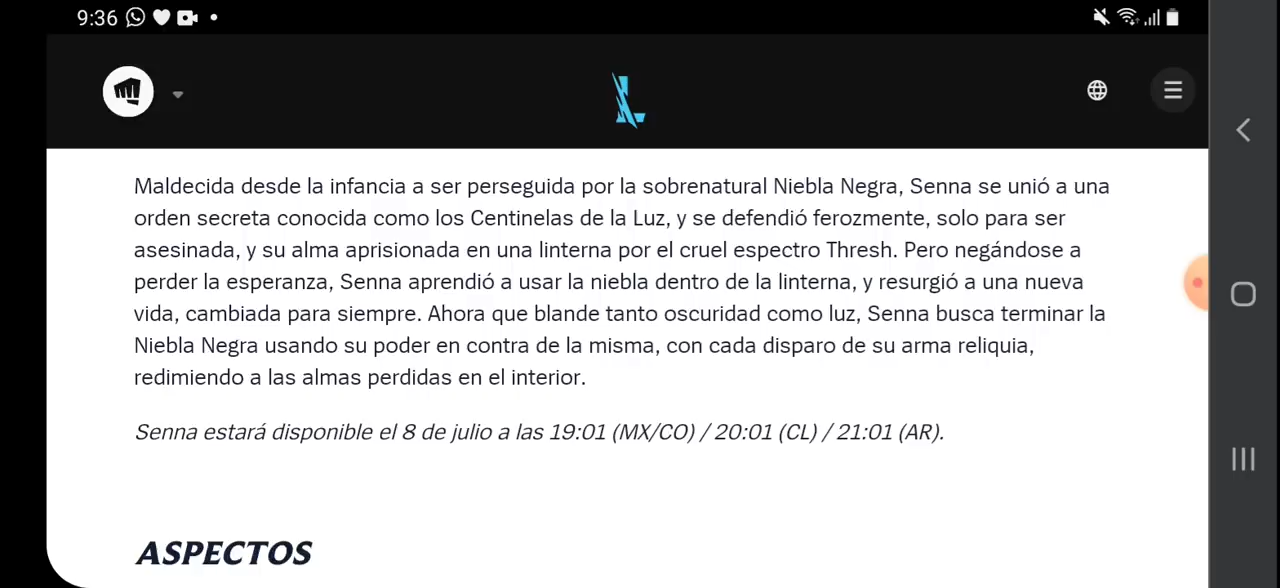 9:36
Maldecida desde la infancia a ser perseguida por la sobrenatural Niebla Negra, Senna se unió a una
orden secreta conocida como los Centinelas de la Luz, y se defendió ferozmente, solo para ser
asesinada, y su alma aprisionada en una linterna por el cruel espectro Thresh. Pero negándose a
perder la esperanza, Senna aprendió a usar la niebla dentro de la linterna, y resurgió a una nueva
vida, cambiada para siempre. Ahora que blande tanto oscuridad como luz, Senna busca terminar la
Niebla Negra usando su poder en contra de la misma, con cada disparo de su arma reliquia,
redimiendo a las almas perdidas en el interior.
Senna estará disponible el 8 de julio a las 19:01 (MX/CO) / 20:01 (CL) / 21:01 (AR).
ASPECTOS